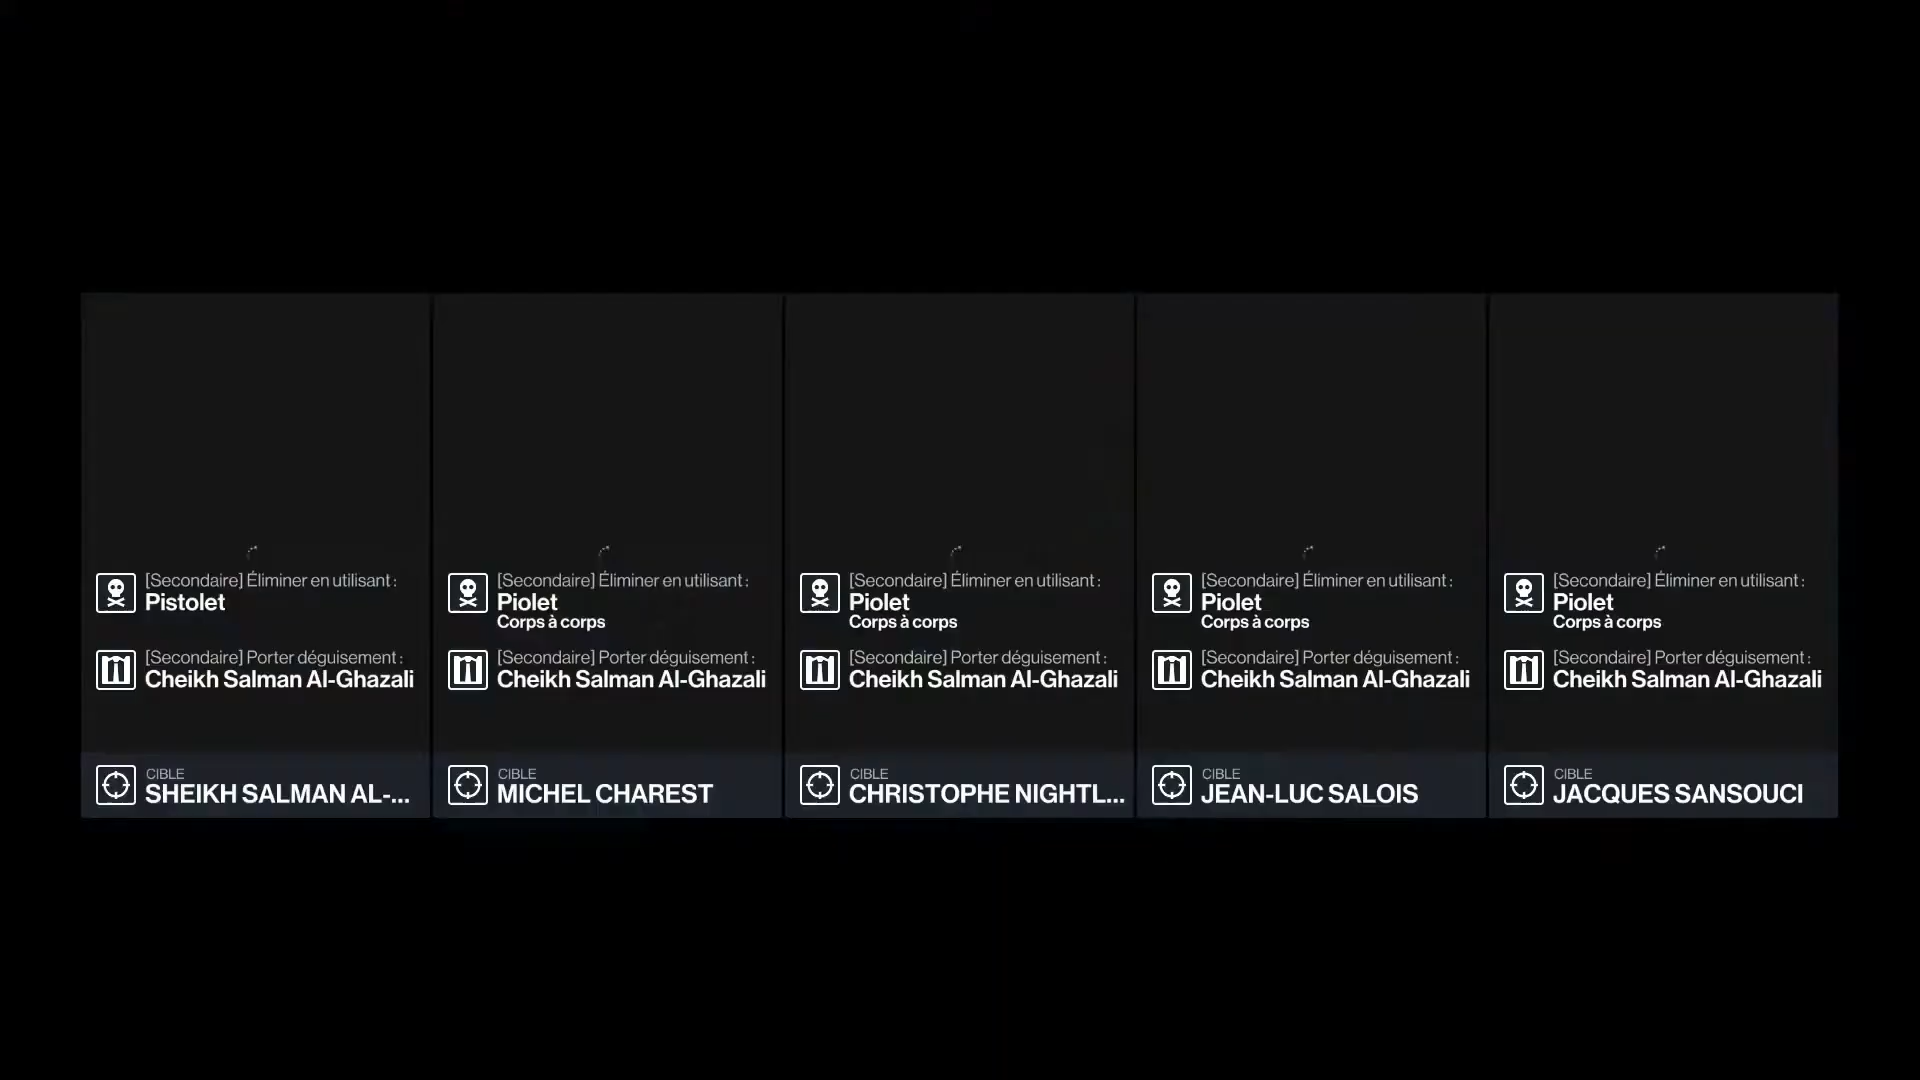 [Secondaire] Éliminer en utilisant :
Pistolet
[Secondaire] Porter déguisement :
Cheikh Salman Al-Ghazali
CIBLE
SHEIKH SALMAN AL-...
[Secondaire] Éliminer en utilisant :
Piolet
Corps à corps
[Secondaire] Porter déguisement :
Cheikh Salman Al-Ghazali
CIBLE
MICHEL CHAREST
[Secondaire] Éliminer en utilisant :
Piolet
Corps à corps
[Secondaire] Porter déguisement :
Cheikh Salman Al-Ghazali
CIBLE
CHRISTOPHE NIGHTL...
[Secondaire] Éliminer en utilisant :
Piolet
Corps à corps
[Secondaire] Porter déguisement :
Cheikh Salman Al-Ghazali
CIBLE
JEAN-LUC SALOIS
[Secondaire] Éliminer en utilisant :
Piolet
Corps à corps
[Secondaire] Porter déguisement :
Cheikh Salman Al-Ghazali
CIBLE
JACQUES SANSOUCI